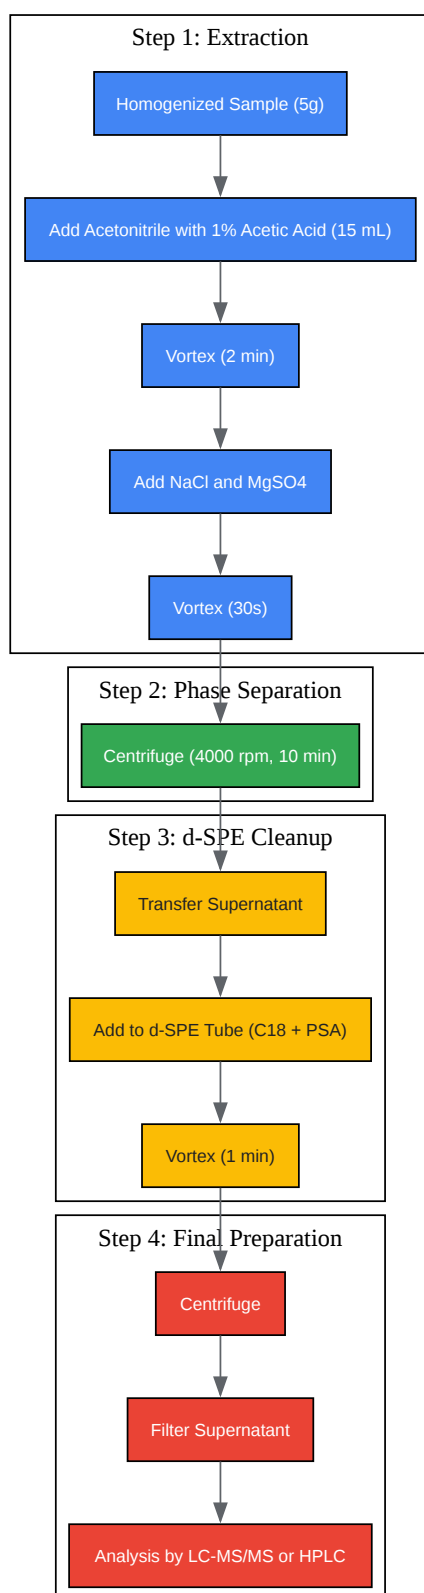 Step 1: Extraction
Homogenized Sample (5g)
Add Acetonitrile with 1% Acetic Acid (15 mL)
Vortex (2 min)
Add NaCl and MgSO4
Vortex (30s)
Step 2: Phase Separation
Centrifuge (4000 rpm, 10 min)
Step 3: d-SPE Cleanup
Transfer Supernatant
Add to d-SPE Tube (C18 + PSA)
Vortex (1 min)
Step 4: Final Preparation
Centrifuge
Filter Supernatant
Analysis by LC-MS/MS or HPLC